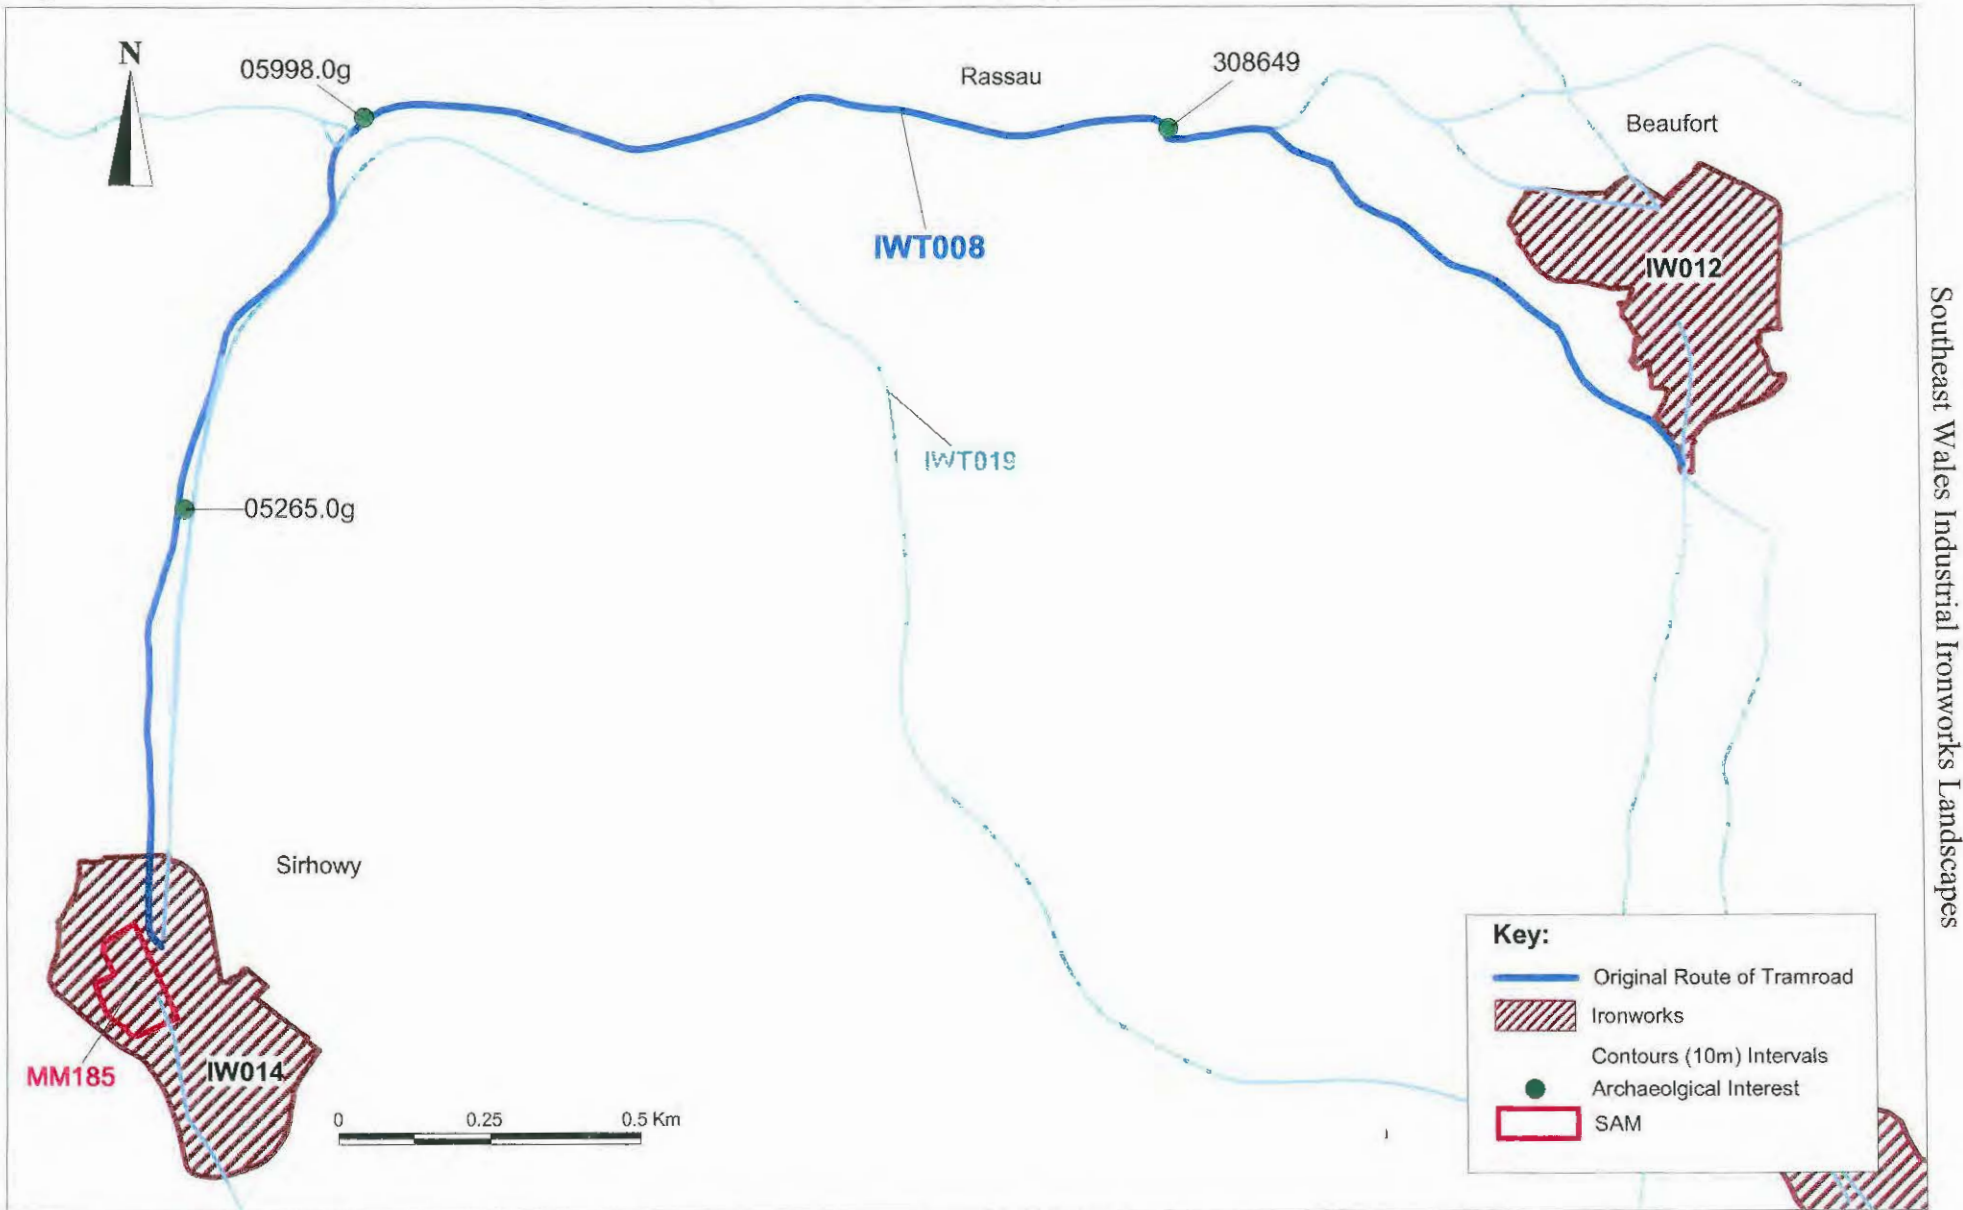 N
05998.0g
Rassau
308649
Beaufort
IWT008
IW012
IWT019
05265.0g
Sirhowy
MM185
IW014
0 0.25 0.5 Km
Key:
Original Route of Tramroad
Ironworks
Contours (10m) Intervals
Archaeolgical Interest
SAM
Southeast Wales Industrial Ironworks Landscapes